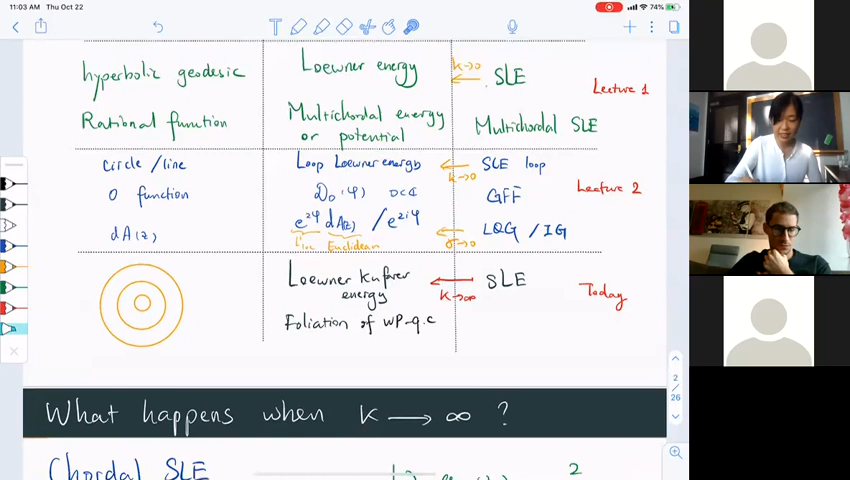 11:03 AM Thu Oct 22
74%
hyperbolic geodesic Loewner energy κ→0 SLE Lecture 1
Rational function Multichordal energy or potential Multichordal SLE
circle / line Loop Loewner energy κ→0 SLE loop Lecture 2
0 function D_D(φ) D⊂ℂ GFF
dA(z) e^{2φ} dA(z) / e^{2iφ} σ→0 LQG / IG
Euclidean
Loewner Kufarev energy κ→∞ SLE Today
Foliation of WP-q.c
2 / 26
What happens when κ → ∞ ?
Chordal SLE 2